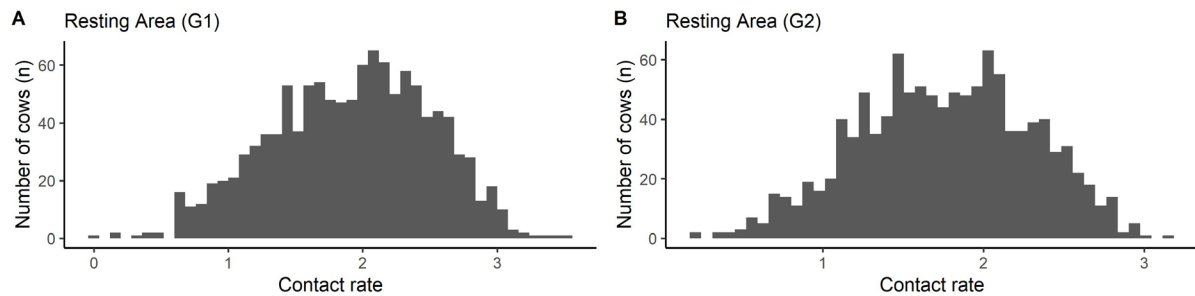 A Resting Area (G1)
Number of cows (n)
60
40
20
0
0 1 2 3
Contact rate
B Resting Area (G2)
Number of cows (n)
60
40
20
0
1 2 3
Contact rate